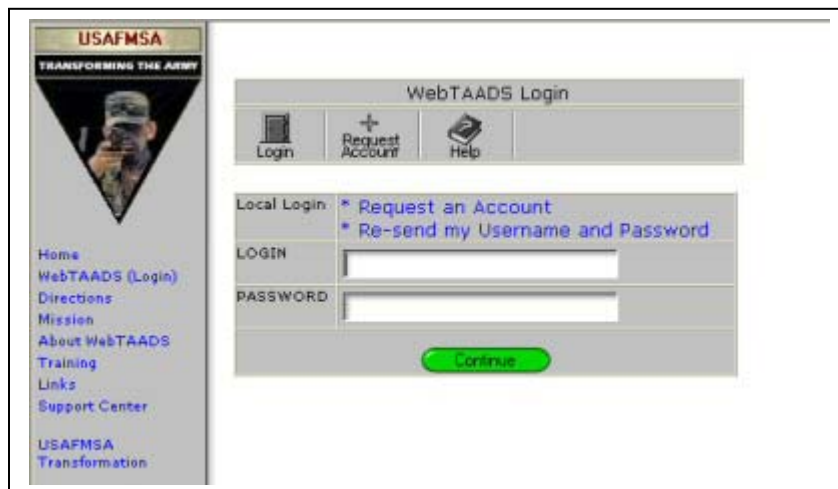 USAFMSA
TRANSFORMING THE ARMY
Home
WebTAADS (Login)
Directions
Mission
About WebTAADS
Training
Links
Support Center
USAFMSA
Transformation
WebTAADS Login
Login
Request
Account
Help
Local Login
* Request an Account
* Re-send my Username and Password
LOGIN
PASSWORD
Continue